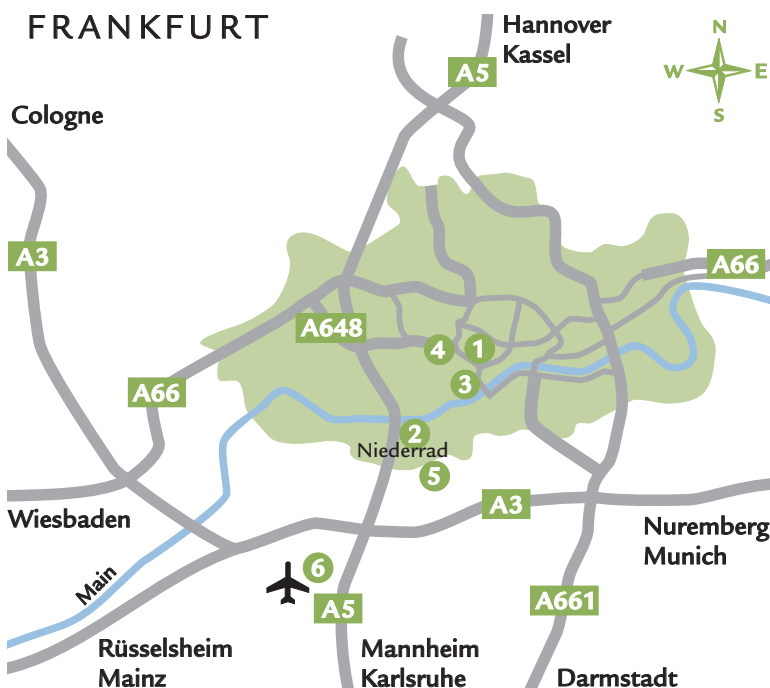 FRANKFURT
Hannover
Kassel
N
W
E
S
A5
Cologne
A3
A66
A648
4
1
3
A66
2
Niederrad
5
A3
Wiesbaden
Nuremberg
Munich
Main
6
A5
A661
Rüsselsheim
Mainz
Mannheim
Karlsruhe
Darmstadt